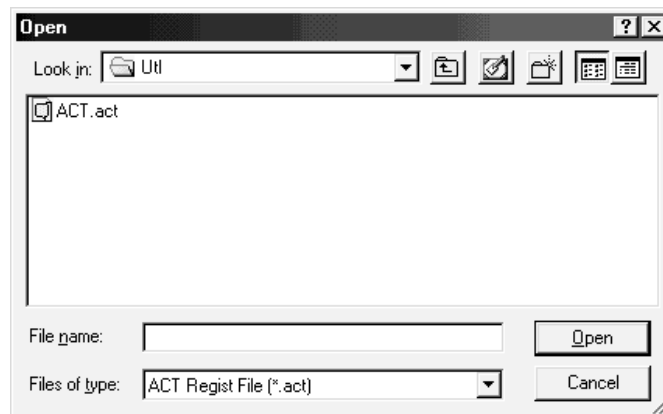 Open
Look in: Utl
ACT.act
File name:
Open
Files of type: ACT Regist File (*.act)
Cancel